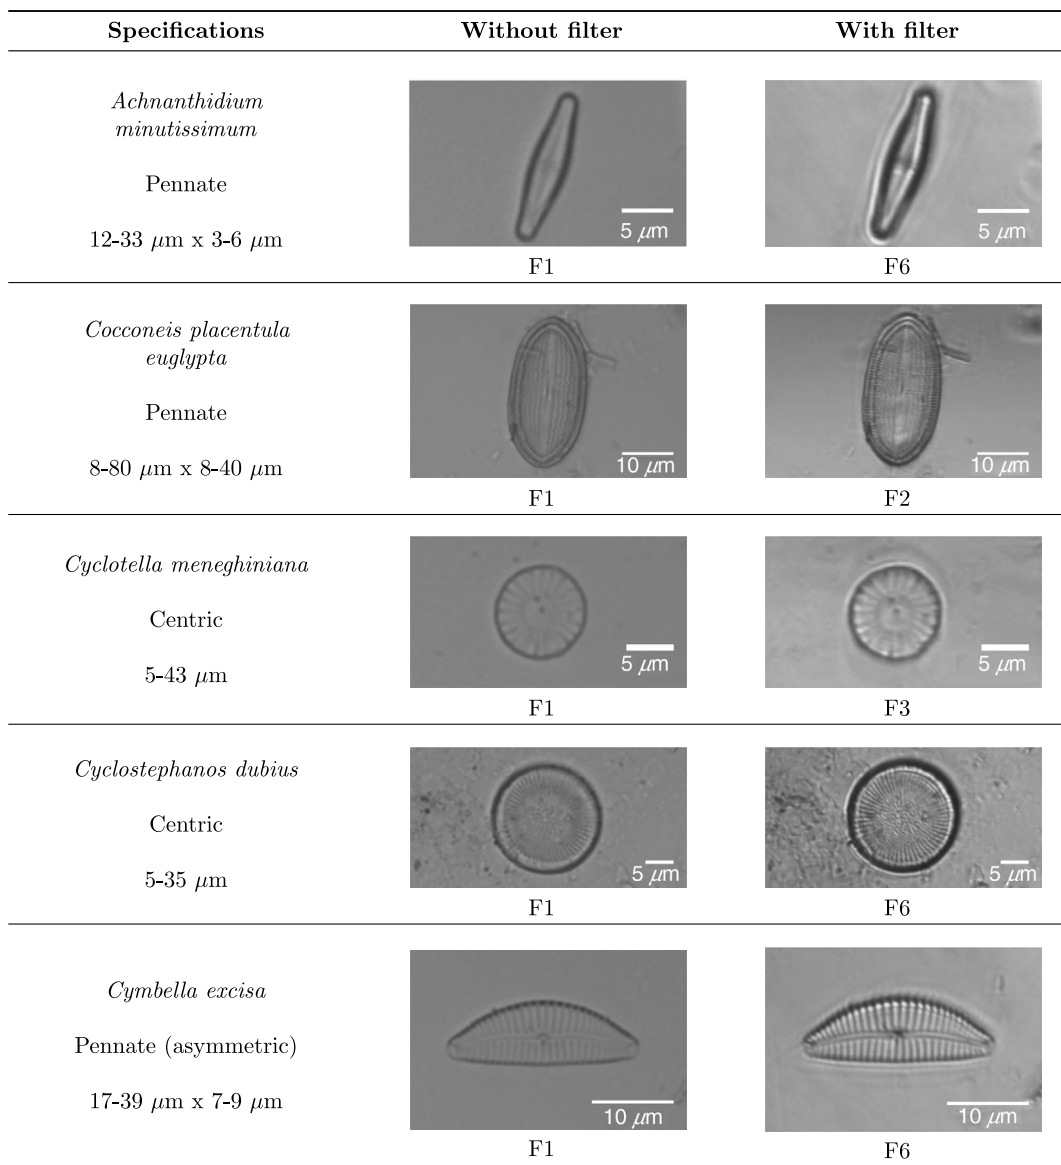 Specifications Without filter With filter
Achnanthidium
minutissimum
Pennate
12-33 μm x 3-6 μm
5 μm
5 μm
F1
F6
Cocconeis placentula
euglypta
Pennate
8-80 μm x 8-40 μm
10 μm
10 μm
F1
F2
Cyclotella meneghiniana
Centric
5-43 μm
5 μm
5 μm
F1
F3
Cyclostephanos dubius
Centric
5-35 μm
5 μm
5 μm
F1
F6
Cymbella excisa
Pennate (asymmetric)
17-39 μm x 7-9 μm
10 μm
10 μm
F1
F6